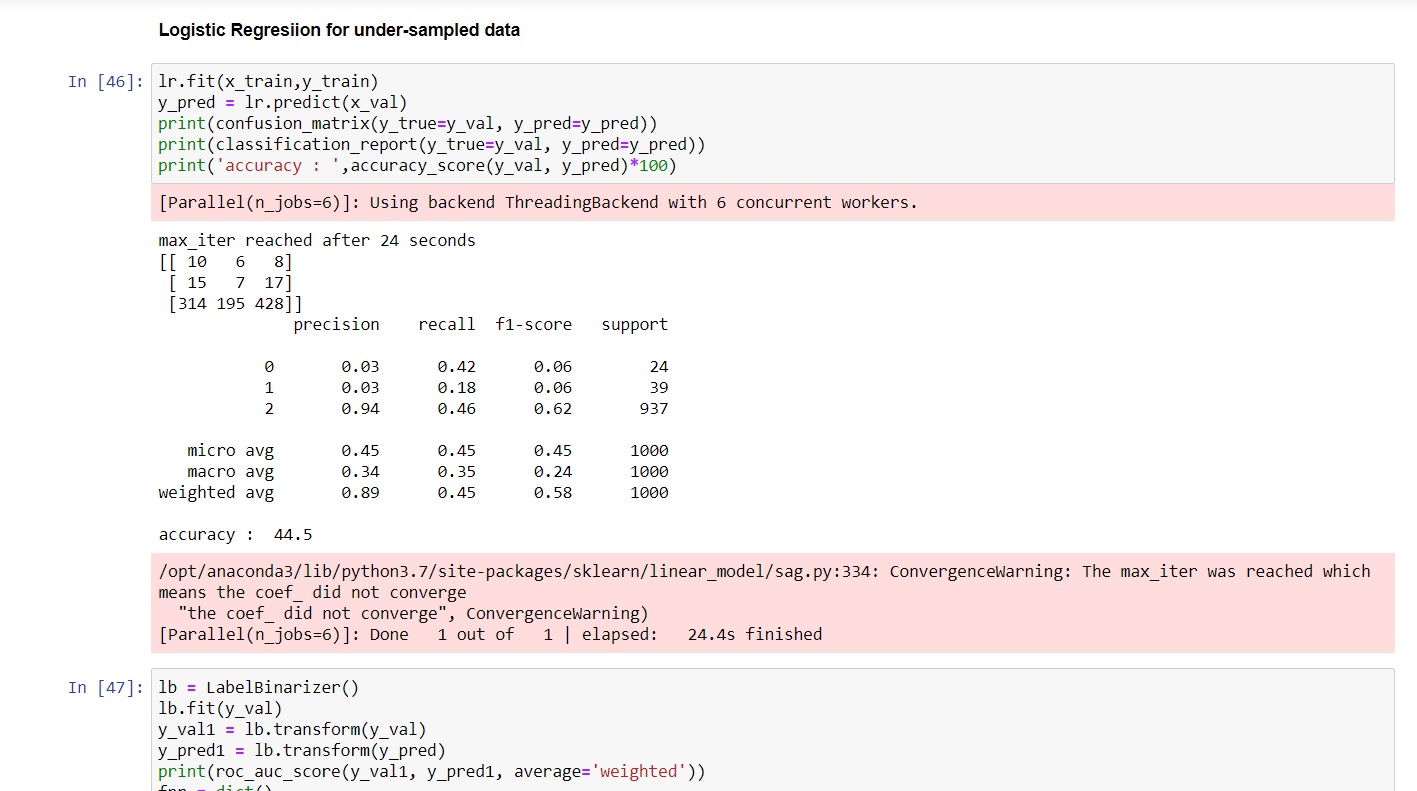 Logistic Regresiion for under-sampled data
In [46]: lr.fit(x_train,y_train)
y_pred = lr.predict(x_val)
print(confusion_matrix(y_true=y_val, y_pred=y_pred))
print(classification_report(y_true=y_val, y_pred=y_pred))
print('accuracy : ',accuracy_score(y_val, y_pred)*100)
[Parallel(n_jobs=6)]: Using backend ThreadingBackend with 6 concurrent workers.
max_iter reached after 24 seconds
[[ 10   6   8]
 [ 15   7  17]
 [314 195 428]]
              precision    recall  f1-score   support
           0       0.03      0.42      0.06        24
           1       0.03      0.18      0.06        39
           2       0.94      0.46      0.62       937
   micro avg       0.45      0.45      0.45      1000
   macro avg       0.34      0.35      0.24      1000
weighted avg       0.89      0.45      0.58      1000
accuracy :  44.5
/opt/anaconda3/lib/python3.7/site-packages/sklearn/linear_model/sag.py:334: ConvergenceWarning: The max_iter was reached which
means the coef_ did not converge
  "the coef_ did not converge", ConvergenceWarning)
[Parallel(n_jobs=6)]: Done   1 out of   1 | elapsed:   24.4s finished
In [47]: lb = LabelBinarizer()
lb.fit(y_val)
y_val1 = lb.transform(y_val)
y_pred1 = lb.transform(y_pred)
print(roc_auc_score(y_val1, y_pred1, average='weighted'))
= dict()